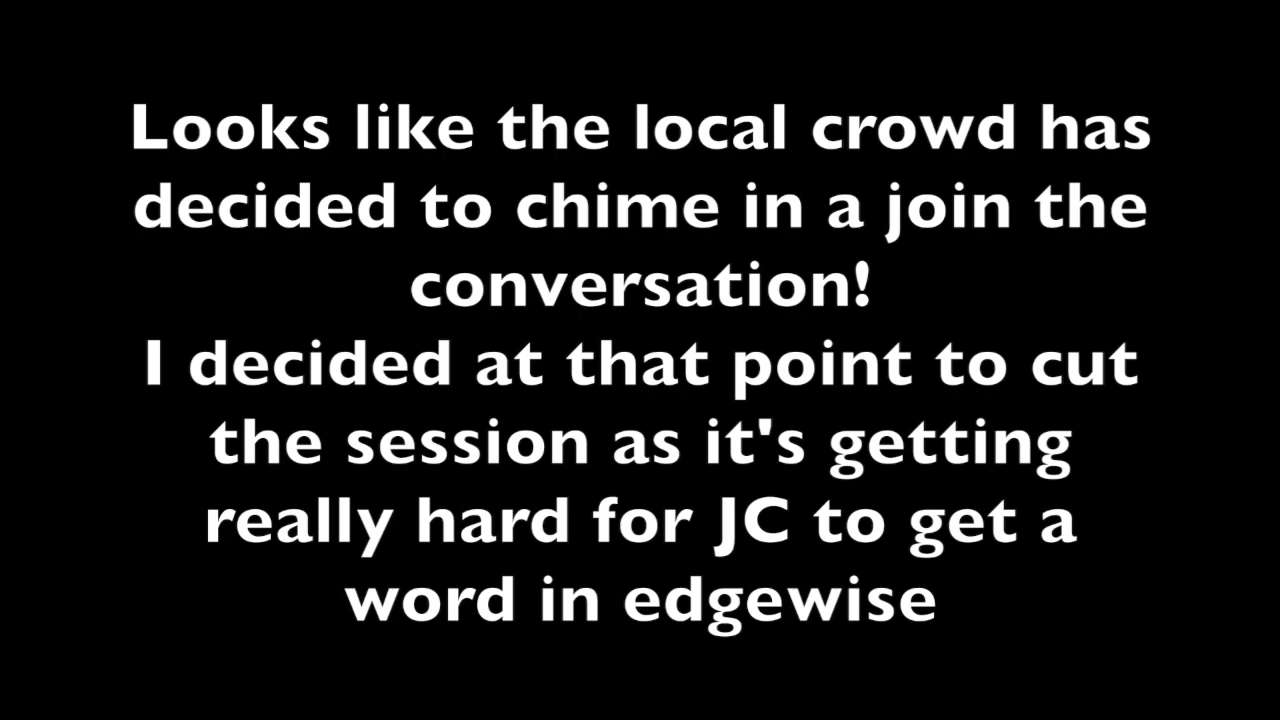 Looks like the local crowd has
decided to chime in a join the
conversation!
I decided at that point to cut
the session as it's getting
really hard for JC to get a
word in edgewise